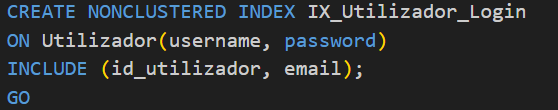 CREATE NONCLUSTERED INDEX IX_Utilizador_Login
ON Utilizador(username, password)
INCLUDE (id_utilizador, email);
GO